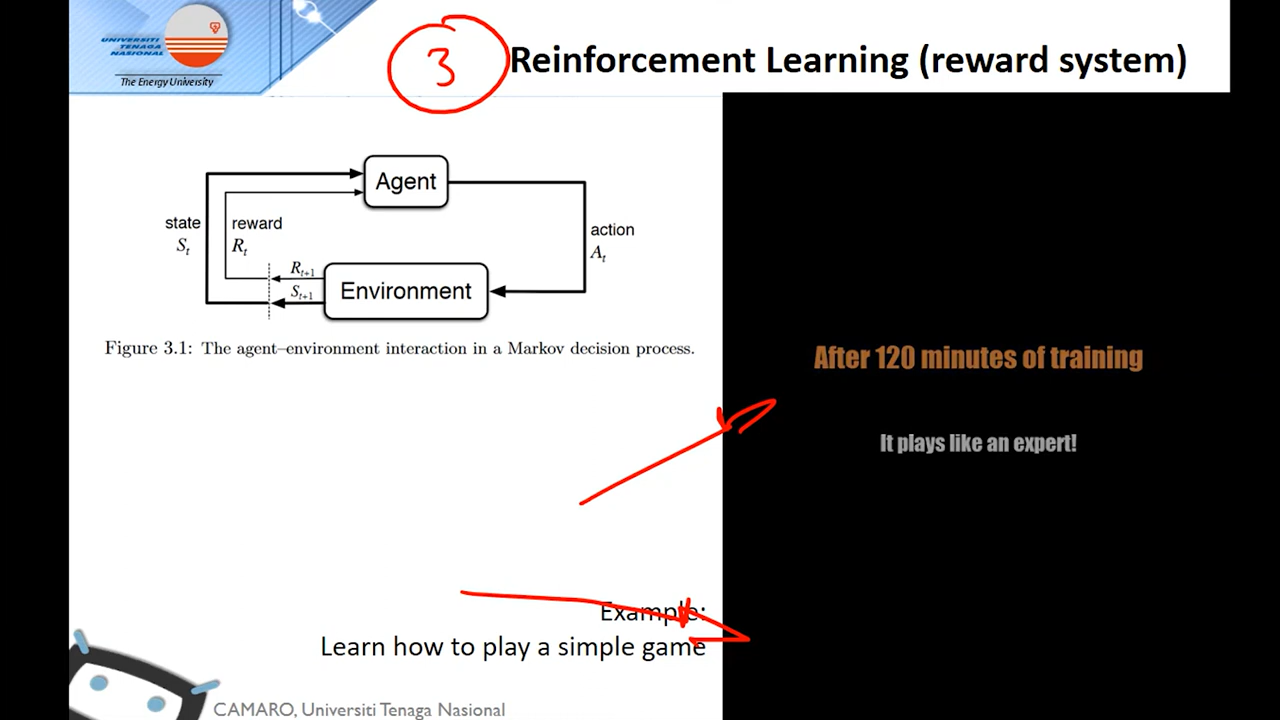 UNIVERSITI
TENAGA
NASIONAL
The Energy University
3
Reinforcement Learning (reward system)
Agent
state
S_t
reward
R_t
action
A_t
R_{t+1}
S_{t+1}
Environment
Figure 3.1: The agent–environment interaction in a Markov decision process.
After 120 minutes of training
It plays like an expert!
Example:
Learn how to play a simple game
CAMARO, Universiti Tenaga Nasional